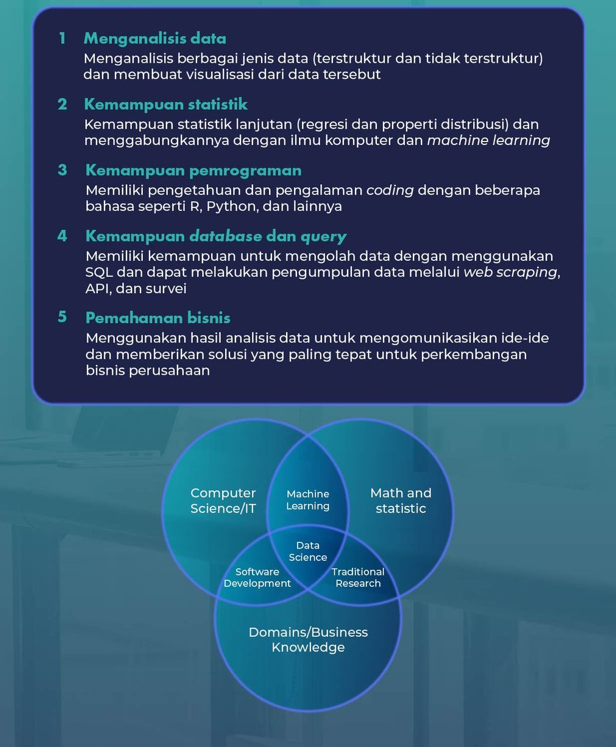 1 Menganalisis data
Menganalisis berbagai jenis data (terstruktur dan tidak terstruktur)
dan membuat visualisasi dari data tersebut
2 Kemampuan statistik
Kemampuan statistik lanjutan (regresi dan properti distribusi) dan
menggabungkannya dengan ilmu komputer dan machine learning
3 Kemampuan pemrograman
Memiliki pengetahuan dan pengalaman coding dengan beberapa
bahasa seperti R, Python, dan lainnya
4 Kemampuan database dan query
Memiliki kemampuan untuk mengolah data dengan menggunakan
SQL dan dapat melakukan pengumpulan data melalui web scraping,
API, dan survei
5 Pemahaman bisnis
Menggunakan hasil analisis data untuk mengomunikasikan ide-ide
dan memberikan solusi yang paling tepat untuk perkembangan
bisnis perusahaan
Computer
Science/IT
Machine
Learning
Math and
statistic
Data
Science
Software
Development
Traditional
Research
Domains/Business
Knowledge